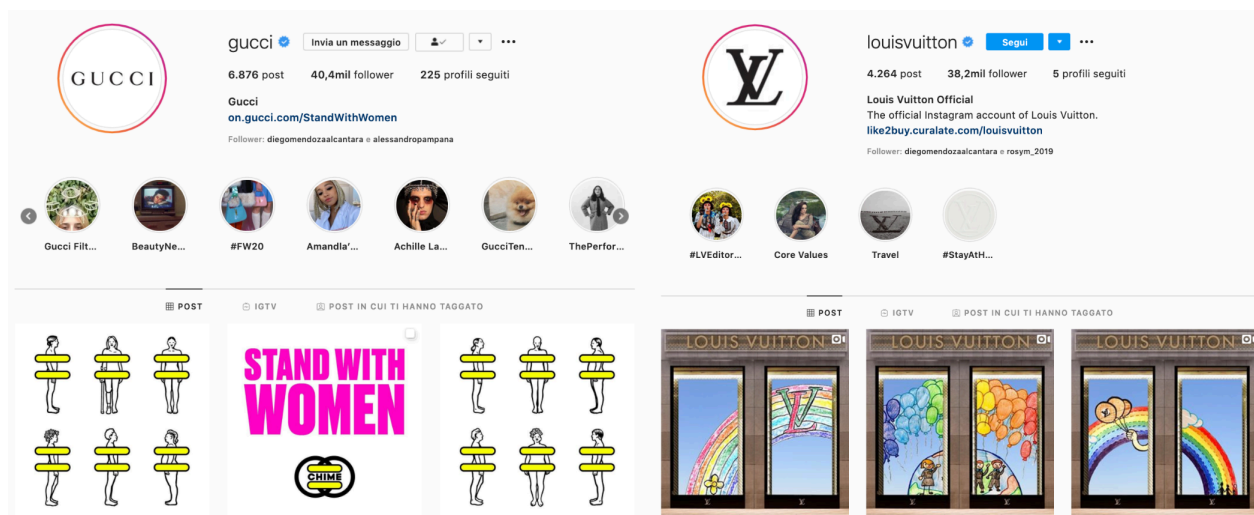 GUCCI
gucci
Invia un messaggio
6.876 post 40,4mil follower 225 profili seguiti
Gucci
on.gucci.com/StandWithWomen
Follower: diegomendozaalcantara e alessandropampana
Gucci Filt... BeautyNe... #FW20 Amandla'... Achille La... GucciTen... ThePerfor...
POST IGTV POST IN CUI TI HANNO TAGGATO
STAND WITH
WOMEN
CHIME
LV
louisvuitton Segui
4.264 post 38,2mil follower 5 profili seguiti
Louis Vuitton Official
The official Instagram account of Louis Vuitton.
like2buy.curalate.com/louisvuitton
Follower: diegomendozaalcantara e rosym_2019
#LVEditor... Core Values Travel #StayAtH...
POST IGTV POST IN CUI TI HANNO TAGGATO
LOUIS VUITTON LOUIS VUITTON LOUIS VUITTON
LV